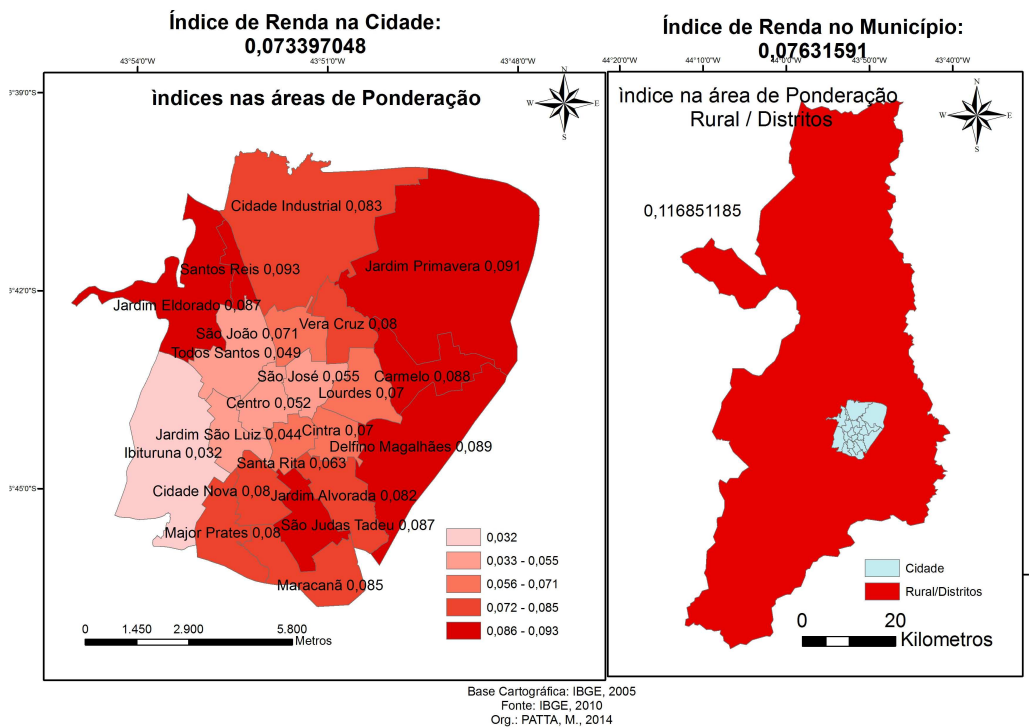 Índice de Renda na Cidade:
0,073397048
43°54'0"W
43°51'0"W
43°48'0"W
5°39'0"S
5°42'0"S
5°45'0"S
ìndices nas áreas de Ponderação
N
W
E
S
Cidade Industrial 0,083
Santos Reis 0,093
Jardim Primavera 0,091
Jardim Eldorado 0,087
Vera Cruz 0,08
São João 0,071
Todos Santos 0,049
São José 0,055
Carmelo 0,088
Lourdes 0,07
Centro 0,052
Cintra 0,07
Jardim São Luiz 0,044
Delfino Magalhães 0,089
Ibituruna 0,032
Santa Rita 0,063
Cidade Nova 0,08
Jardim Alvorada 0,082
São Judas Tadeu 0,087
Major Prates 0,08
Maracanã 0,085
0,032
0,033 - 0,055
0,056 - 0,071
0,072 - 0,085
0,086 - 0,093
0
1.450
2.900
5.800
Metros
Índice de Renda no Município:
0,07631591
44°20'0"W
44°10'0"W
44°0'0"W
43°50'0"W
43°40'0"W
ìndice na área de Ponderação
Rural / Distritos
N
W
E
S
0,116851185
Cidade
Rural/Distritos
0
20
Kilometros
Base Cartográfica: IBGE, 2005
Fonte: IBGE, 2010
Org.: PATTA, M., 2014